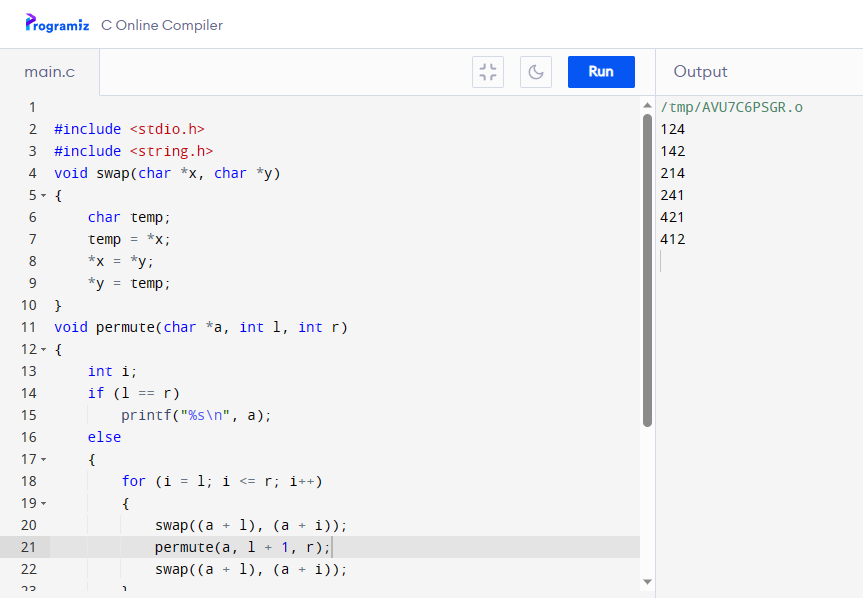 Programiz C Online Compiler
main.c Run Output
1
2 #include <stdio.h>
3 #include <string.h>
4 void swap(char *x, char *y)
5 {
6 char temp;
7 temp = *x;
8 *x = *y;
9 *y = temp;
10 }
11 void permute(char *a, int l, int r)
12 {
13 int i;
14 if (l == r)
15 printf("%s\n", a);
16 else
17 {
18 for (i = l; i <= r; i++)
19 {
20 swap((a + l), (a + i));
21 permute(a, l + 1, r);
22 swap((a + l), (a + i));
23 }
/tmp/AVU7C6PSGR.o
124
142
214
241
421
412